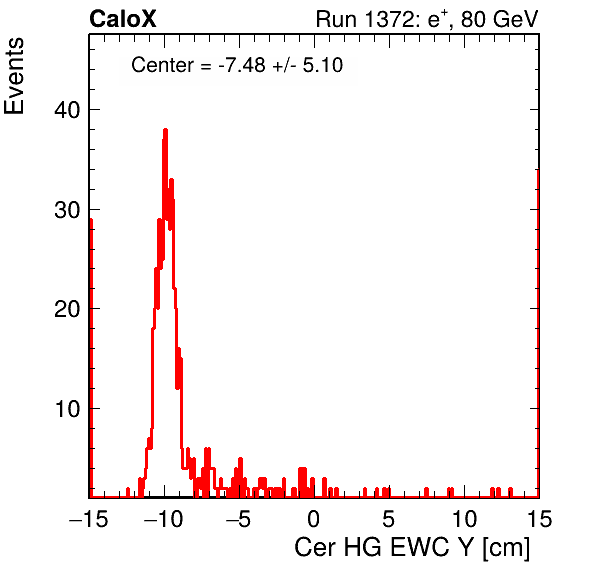 CaloX Run 1372: e⁺, 80 GeV
Events
Center = -7.48 +/- 5.10
40
30
20
10
−15 −10 −5 0 5 10 15
Cer HG EWC Y [cm]